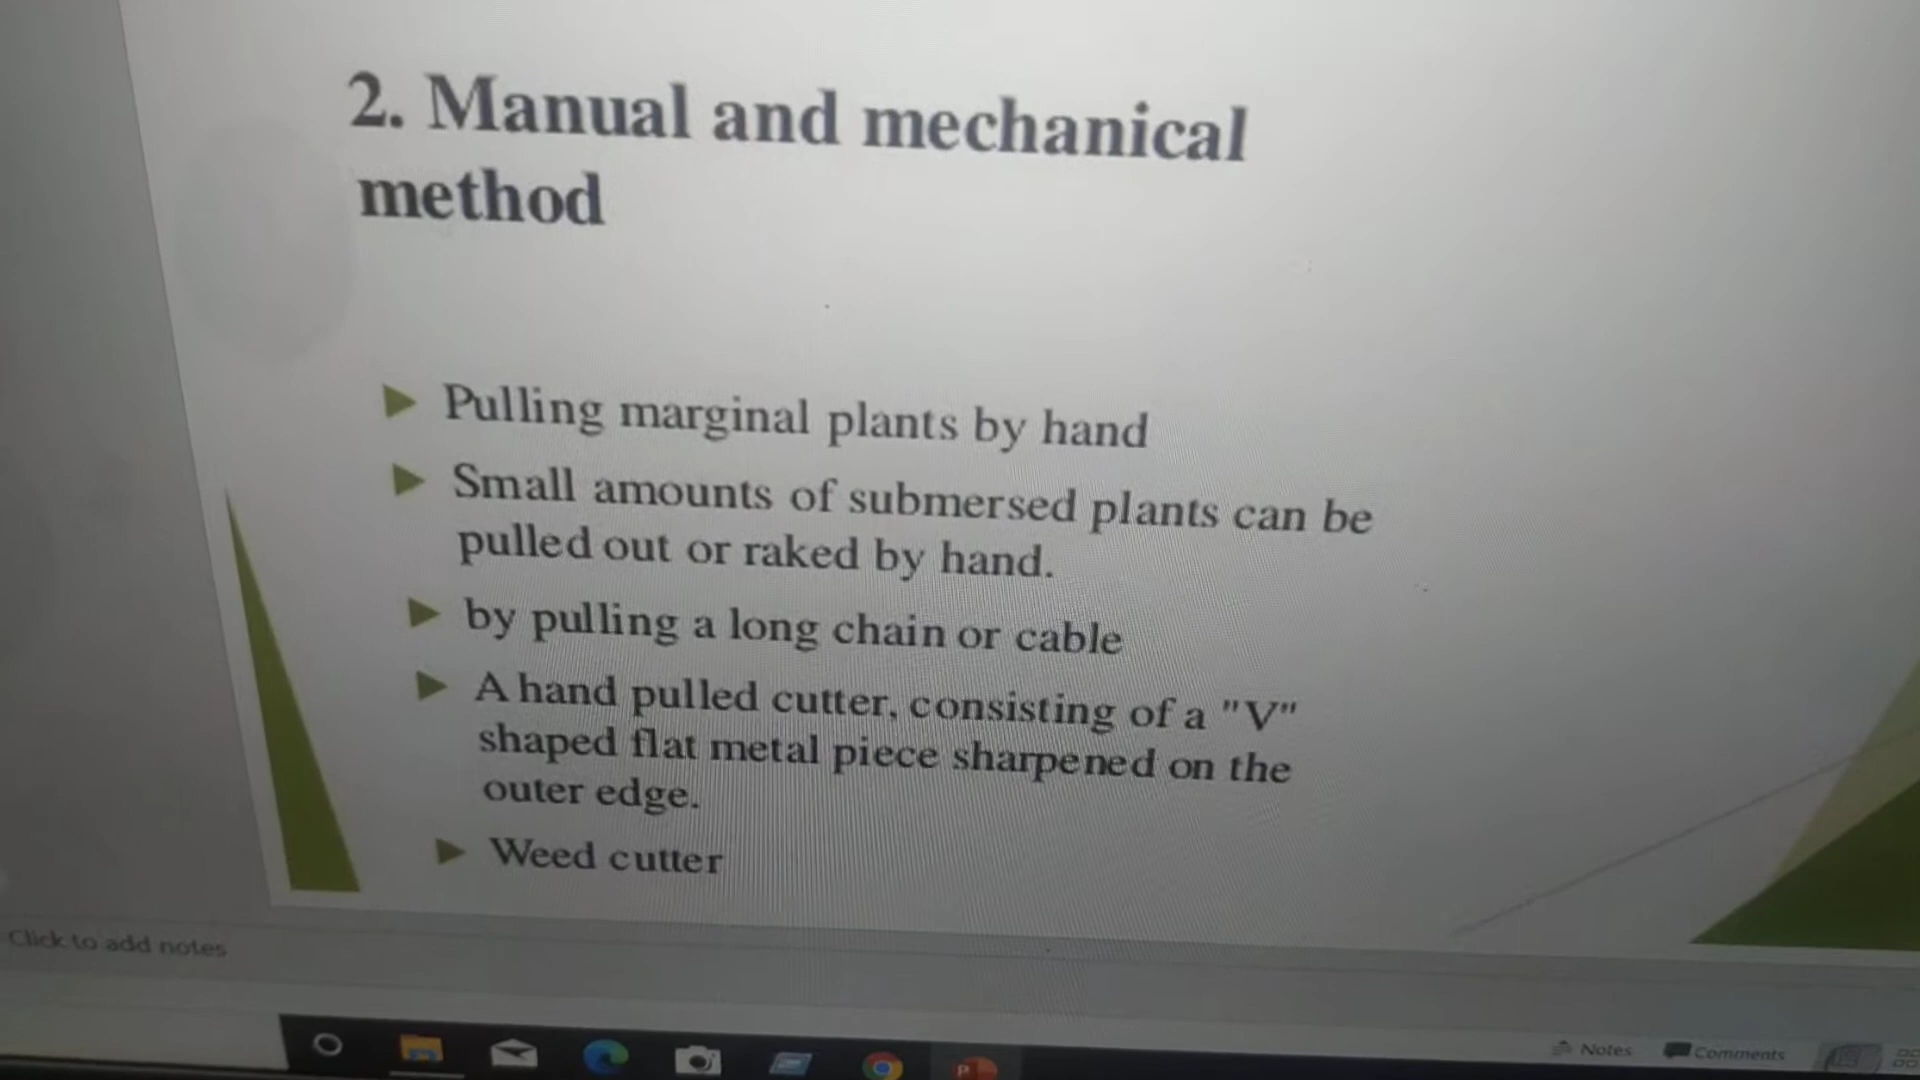 2. Manual and mechanical
method
Pulling marginal plants by hand
Small amounts of submersed plants can be
pulled out or raked by hand.
by pulling a long chain or cable
A hand pulled cutter, consisting of a "V"
shaped flat metal piece sharpened on the
outer edge.
Weed cutter
Click to add notes
Notes
Comments
P